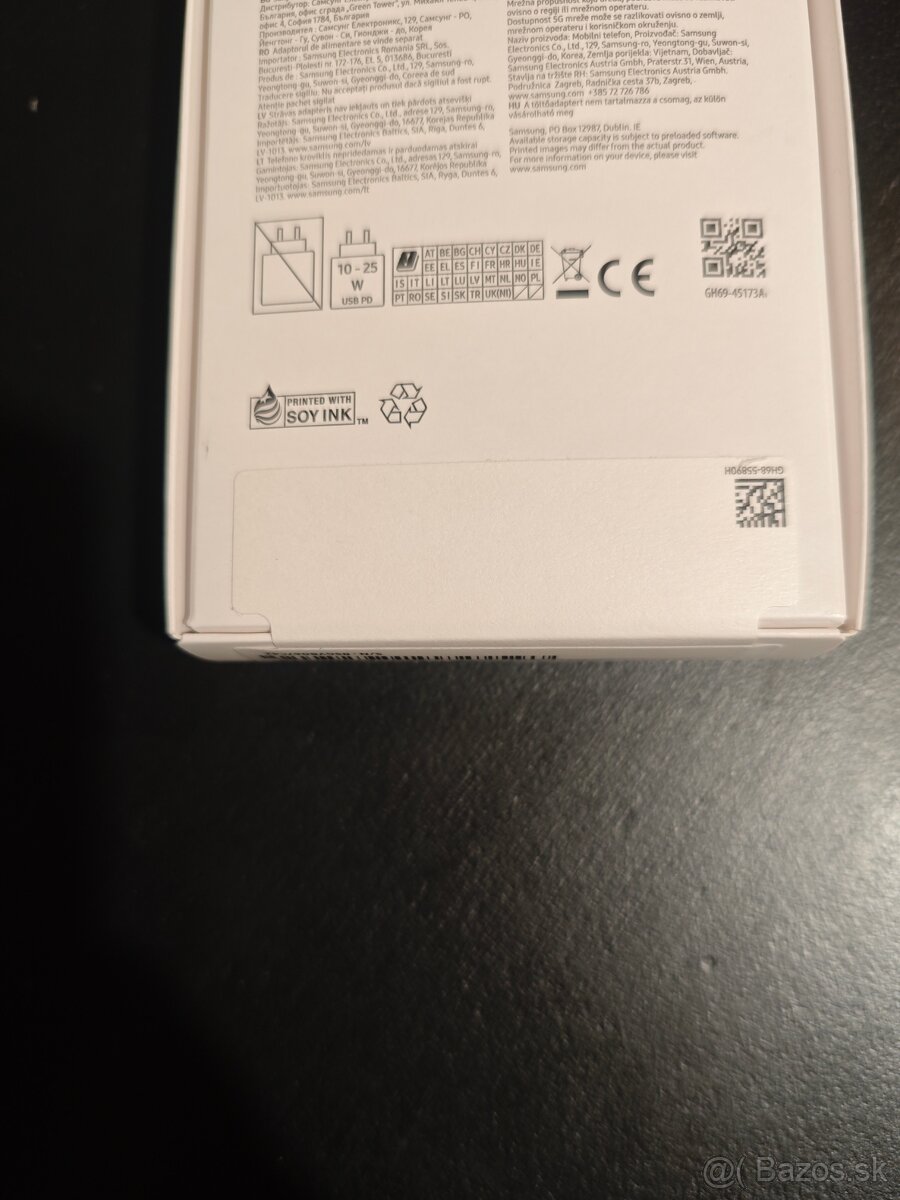 Дистрибутор: Самсунг
България, офис сграда „Green Tower", ул. Михаил
офис 4, София 1784, България
Производител : Самсунг Електроникс, 129, Самсунг - РО,
Йенгтонг - Гу, Сувон - Си, Гионджи - до, Корея
RO Adaptorul de alimentare se vinde separat
Importator : Samsung Electronics Romania SRL, Sos.
Bucuresti-Ploiesti nr. 172-176, Et. 5, 013686, Bucuresti
Produs de : Samsung Electronics Co., Ltd., 129, Samsung-ro,
Yeongtong-gu, Suwon-si, Gyeonggi-do, Coreea de sud
Traducere sigiliu: Nu acceptați produsul dacă sigiliul a fost rupt.
Atenție pachet sigilat
LV Strāvas adapteris nav iekļauts un tiek pārdots atsevišķi
Ražotājs: Samsung Electronics Co., Ltd., adrese 129, Samsung-ro,
Yeongtong-gu, Suwon-si, Gyeonggi-do, 16677, Korejas Republika
Importētājs: Samsung Electronics Baltics, SIA, Rīga, Duntes 6,
LV-1013. www.samsung.com/lv
LT Telefono kroviklis nepridedamas ir parduodamas atskirai
Gamintojas: Samsung Electronics Co., Ltd., adresas 129, Samsung-ro,
Yeongtong-gu, Suwon-si, Gyeonggi-do, 16677, Korėjos Respublika
Importuotojas: Samsung Electronics Baltics, SIA, Ryga, Duntes 6,
LV-1013. www.samsung.com/lt
Mrežna propusnost
ovisno o regiji ili mrežnom operateru.
Dostupnost 5G mreže može se razlikovati ovisno o zemlji,
mrežnom operateru i korisničkom okruženju.
Naziv proizvoda: Mobilni telefon, Proizvođač: Samsung
Electronics Co., Ltd., 129, Samsung-ro, Yeongtong-gu, Suwon-si,
Gyeonggi-do, Korea, Zemlja porijekla: Vijetnam, Dobavljač:
Samsung Electronics Austria Gmbh, Praterstr.31, Wien, Austria,
Stavlja na tržište RH: Samsung Electronics Austria GmbH,
Podružnica Zagreb, Radnička cesta 37b, Zagreb, -
www.samsung.com +385 72 726 786
HU A töltőadaptert nem tartalmazza a csomag, az külön
vásárolható meg
Samsung, PO Box 12987, Dublin. IE
Available storage capacity is subject to preloaded software.
Printed images may differ from the actual product.
For more information on your device, please visit
www.samsung.com
10 - 25
W
USB PD
AT BE BG CH CY CZ DK DE
EE EL ES FI FR HR HU IE
IS IT LI LT LU LV MT NL NO PL
PT RO SE SI SK TR UK(NI)
CE
GH69-45173A
PRINTED WITH
SOY INK TM
GH68-55890H
@( Bazos.sk